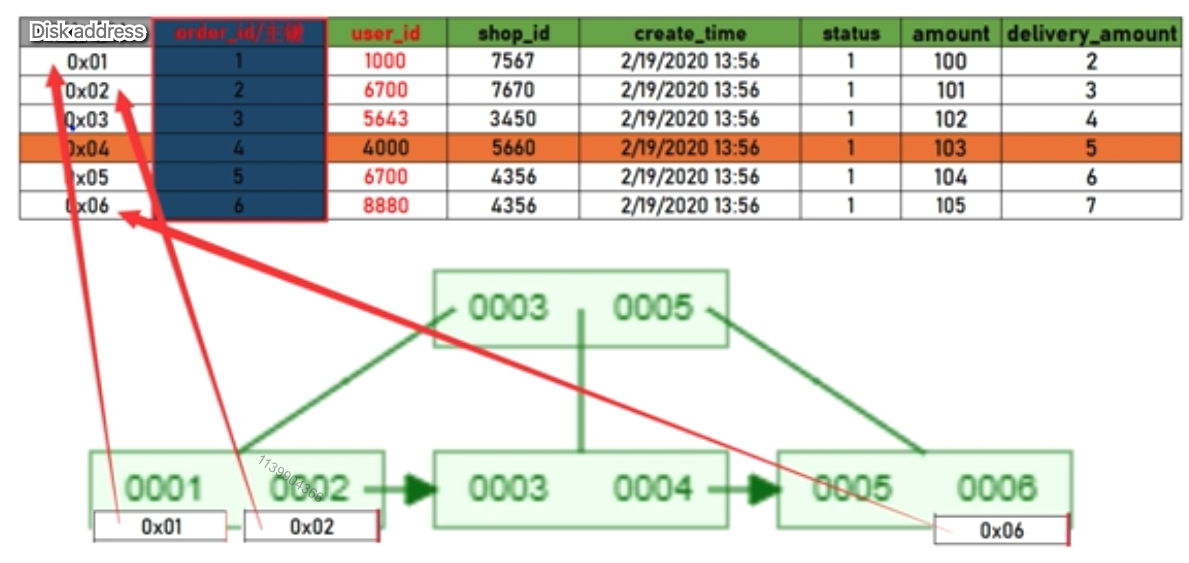 Diskaddress order_id/主键 user_id shop_id create_time status amount delivery_amount
0x01 1 1000 7567 2/19/2020 13:56 1 100 2
0x02 2 6700 7670 2/19/2020 13:56 1 101 3
0x03 3 5643 3450 2/19/2020 13:56 1 102 4
0x04 4 4000 5660 2/19/2020 13:56 1 103 5
0x05 5 6700 4356 2/19/2020 13:56 1 104 6
0x06 6 8880 4356 2/19/2020 13:56 1 105 7
0003 0005
0001 0002 0003 0004 0005 0006
0x01 0x02 0x06